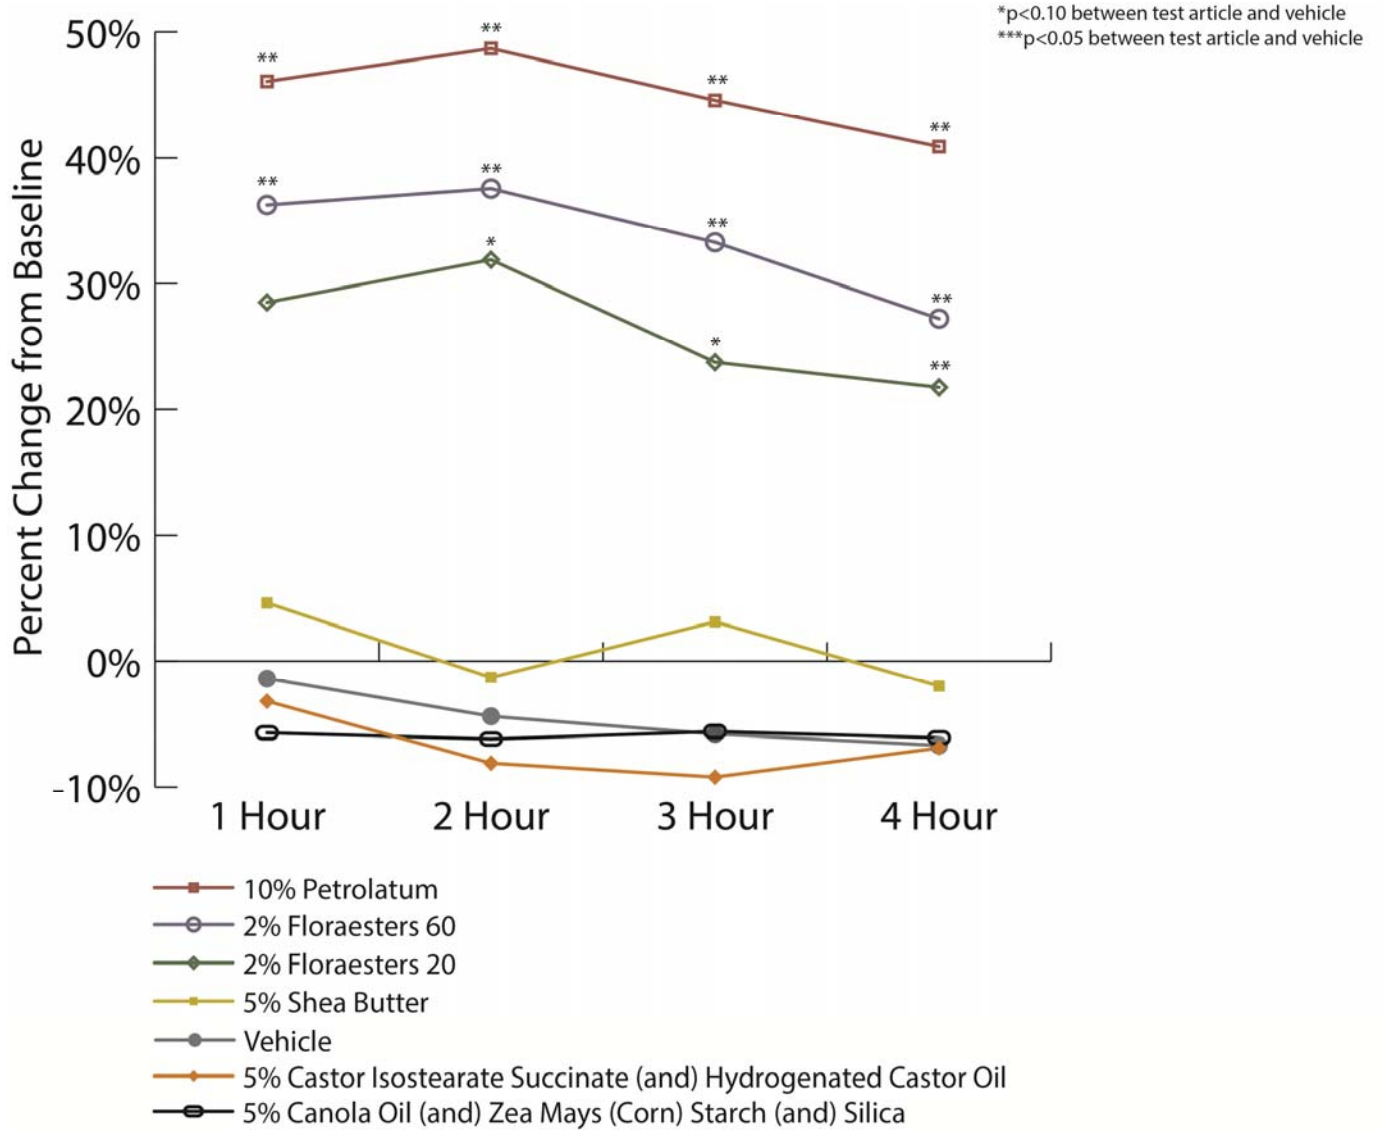 *p<0.10 between test article and vehicle
***p<0.05 between test article and vehicle
Percent Change from Baseline
50%
40%
30%
20%
10%
0%
-10%
**
**
**
**
**
**
**
**
*
*
**
1 Hour 2 Hour 3 Hour 4 Hour
10% Petrolatum
2% Floraesters 60
2% Floraesters 20
5% Shea Butter
Vehicle
5% Castor Isostearate Succinate (and) Hydrogenated Castor Oil
5% Canola Oil (and) Zea Mays (Corn) Starch (and) Silica